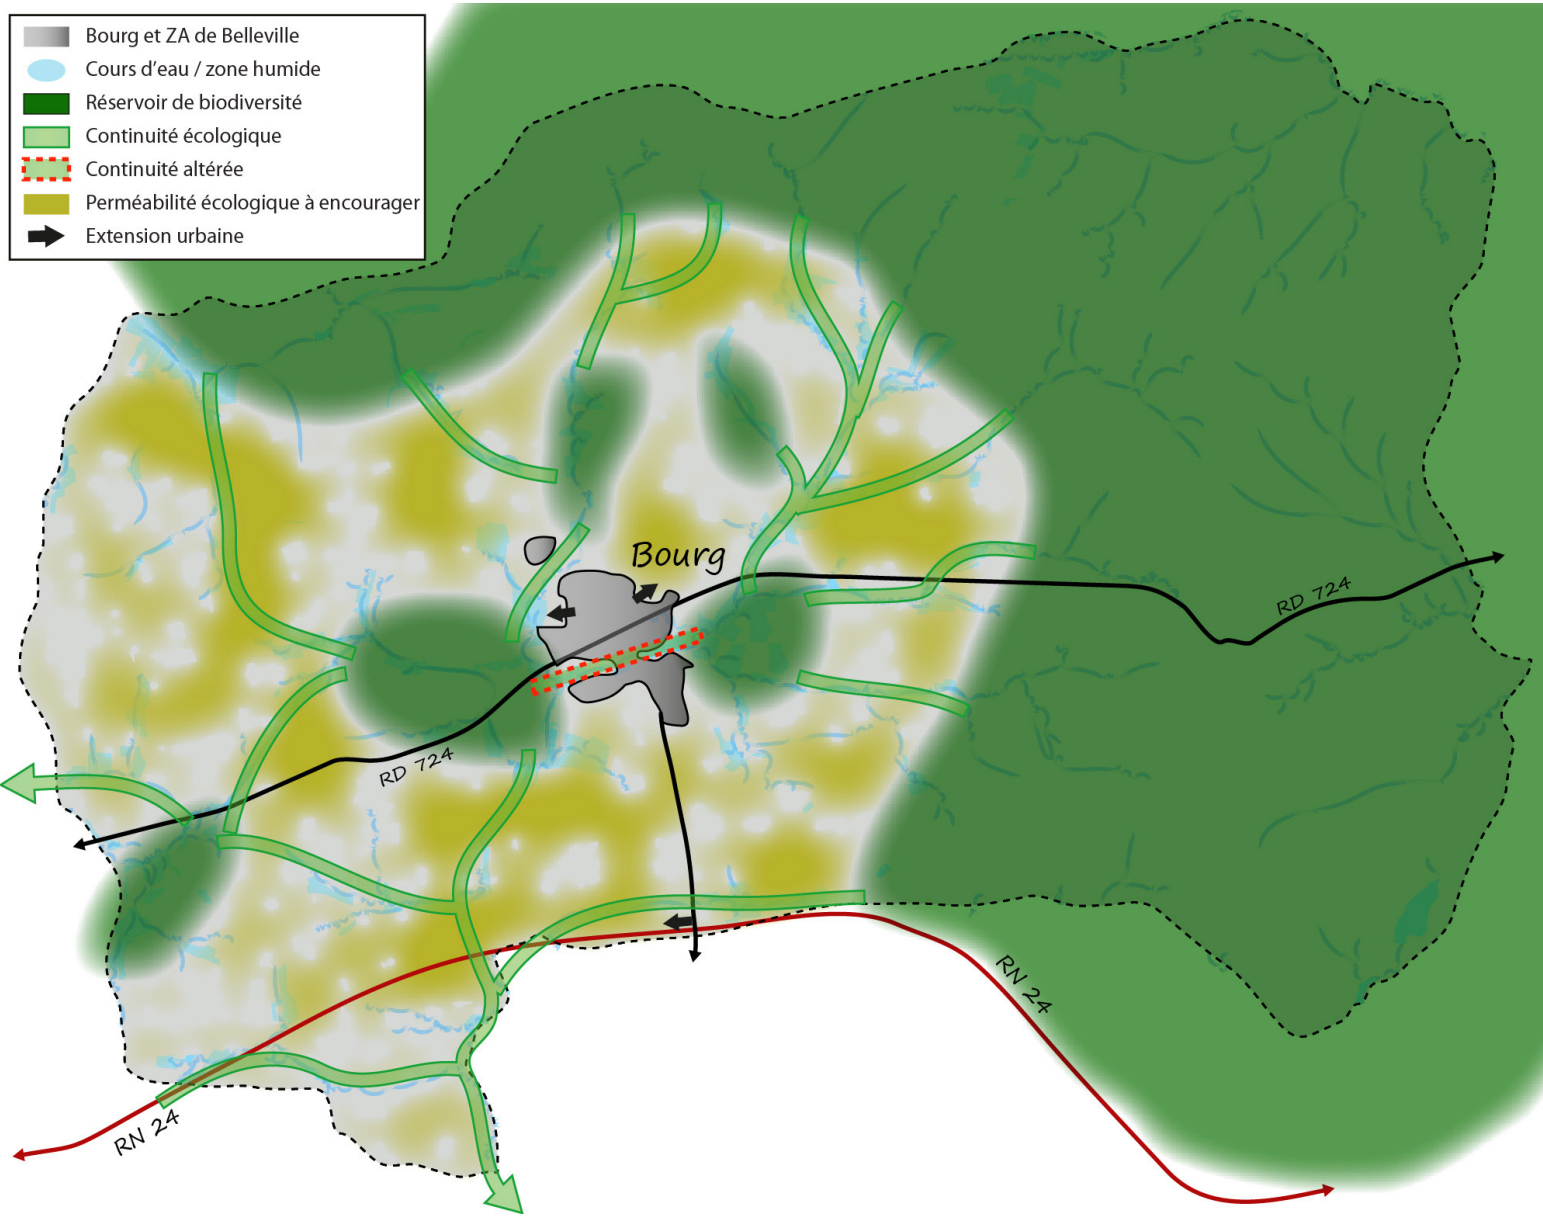 Bourg et ZA de Belleville
Cours d'eau / zone humide
Réservoir de biodiversité
Continuité écologique
Continuité altérée
Perméabilité écologique à encourager
Extension urbaine
Bourg
RD 724
RD 724
RN 24
RN 24